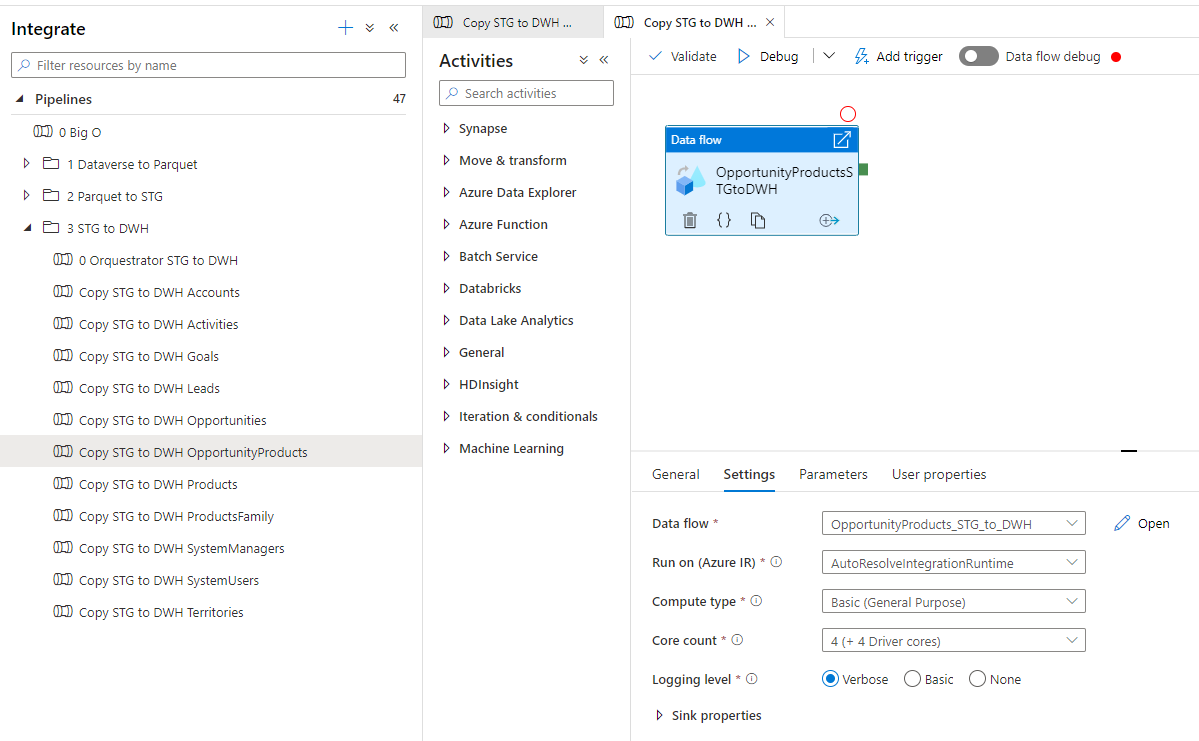 Integrate
Filter resources by name
Pipelines
47
0 Big O
1 Dataverse to Parquet
2 Parquet to STG
3 STG to DWH
0 Orquestrator STG to DWH
Copy STG to DWH Accounts
Copy STG to DWH Activities
Copy STG to DWH Goals
Copy STG to DWH Leads
Copy STG to DWH Opportunities
Copy STG to DWH OpportunityProducts
Copy STG to DWH Products
Copy STG to DWH ProductsFamily
Copy STG to DWH SystemManagers
Copy STG to DWH SystemUsers
Copy STG to DWH Territories
Copy STG to DWH ...
Copy STG to DWH ...
Activities
Search activities
Synapse
Move & transform
Azure Data Explorer
Azure Function
Batch Service
Databricks
Data Lake Analytics
General
HDInsight
Iteration & conditionals
Machine Learning
Validate
Debug
Add trigger
Data flow debug
Data flow
OpportunityProductsS
TGtoDWH
{}
General
Settings
Parameters
User properties
Data flow *
OpportunityProducts_STG_to_DWH
Open
Run on (Azure IR) *
AutoResolveIntegrationRuntime
Compute type *
Basic (General Purpose)
Core count *
4 (+ 4 Driver cores)
Logging level *
Verbose
Basic
None
Sink properties